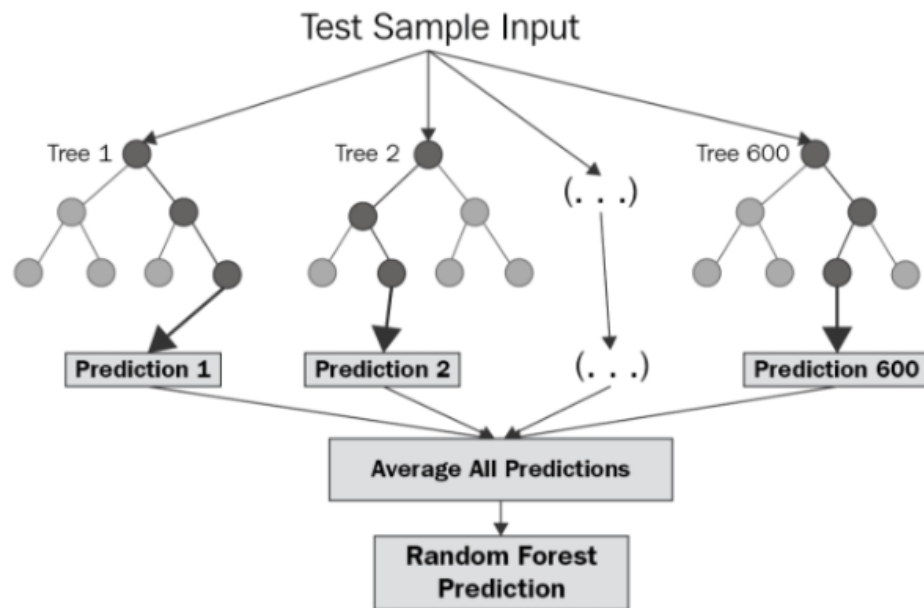 Test Sample Input
Tree 1
Tree 2
Tree 600
(. . .)
Prediction 1
Prediction 2
(. . .)
Prediction 600
Average All Predictions
Random Forest
Prediction